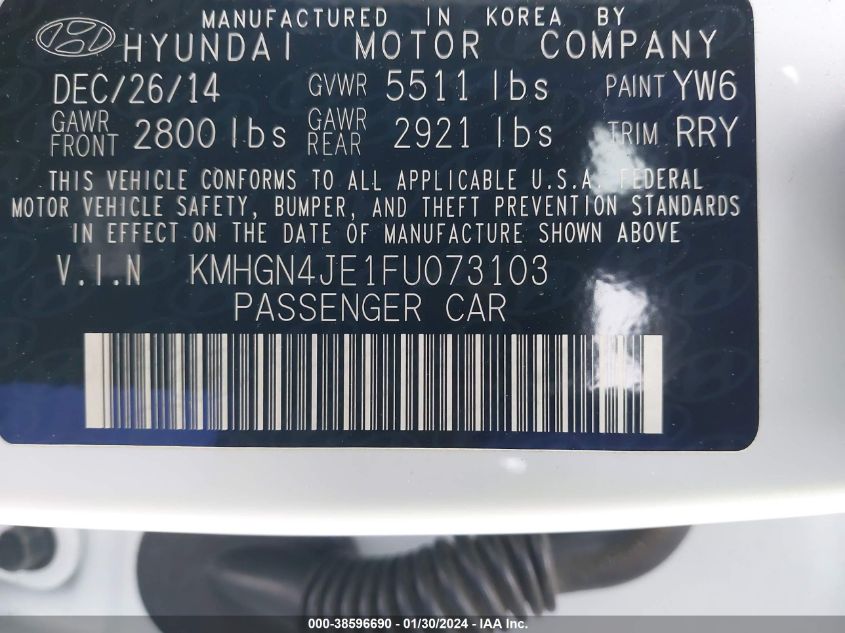 MANUFACTURED IN KOREA BY
HYUNDAI MOTOR COMPANY
DEC/26/14 GVWR 5511 lbs PAINT YW6
GAWR FRONT 2800 lbs GAWR REAR 2921 lbs TRIM RRY
THIS VEHICLE CONFORMS TO ALL APPLICABLE U.S.A. FEDERAL
MOTOR VEHICLE SAFETY, BUMPER, AND THEFT PREVENTION STANDARDS
IN EFFECT ON THE DATE OF MANUFACTURE SHOWN ABOVE
V.I.N KMHGN4JE1FU073103
PASSENGER CAR
000-38596690 - 01/30/2024 - IAA Inc.